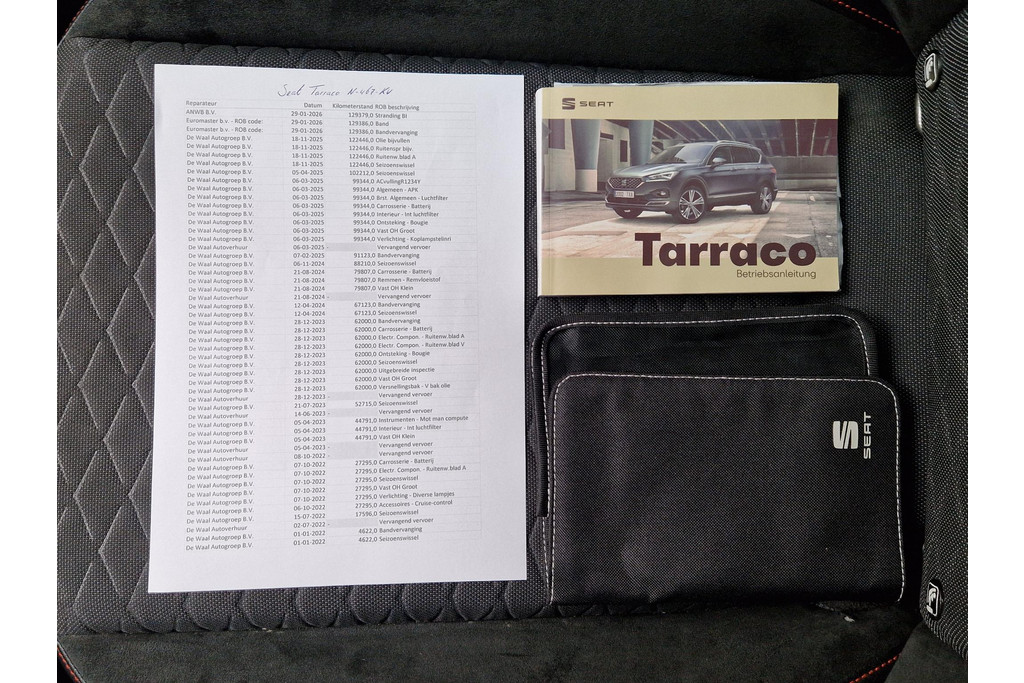 Seat Tarraco N-467-KV
Reparateur Datum Kilometerstand ROB beschrijving
ANWB B.V. 29-01-2026 129379,0 Stranding BI
Euromaster b.v. - ROB code: 29-01-2026 129386,0 Band
Euromaster b.v. - ROB code: 29-01-2026 129386,0 Bandvervanging
De Waal Autogroep B.V. 18-11-2025 122446,0 Olie bijvullen
De Waal Autogroep B.V. 18-11-2025 122446,0 Ruitenspr bijv.
De Waal Autogroep B.V. 18-11-2025 122446,0 Ruitenw.blad A
De Waal Autogroep B.V. 18-11-2025 122446,0 Seizoenswissel
De Waal Autogroep B.V. 05-04-2025 102212,0 Seizoenswissel
De Waal Autogroep B.V. 06-03-2025 99344,0 ACvullingR1234Y
De Waal Autogroep B.V. 06-03-2025 99344,0 Algemeen - APK
De Waal Autogroep B.V. 06-03-2025 99344,0 Brst. Algemeen - Luchtfilter
De Waal Autogroep B.V. 06-03-2025 99344,0 Carrosserie - Batterij
De Waal Autogroep B.V. 06-03-2025 99344,0 Interieur - Int luchtfilter
De Waal Autogroep B.V. 06-03-2025 99344,0 Ontsteking - Bougie
De Waal Autogroep B.V. 06-03-2025 99344,0 Vast OH Groot
De Waal Autogroep B.V. 06-03-2025 99344,0 Verlichting - Koplampstelinri
De Waal Autoverhuur 06-03-2025 - Vervangend vervoer
De Waal Autogroep B.V. 07-02-2025 91123,0 Bandvervanging
De Waal Autogroep B.V. 06-11-2024 88210,0 Seizoenswissel
De Waal Autogroep B.V. 21-08-2024 79807,0 Carrosserie - Batterij
De Waal Autogroep B.V. 21-08-2024 79807,0 Remmen - Remvloeistof
De Waal Autogroep B.V. 21-08-2024 79807,0 Vast OH Klein
De Waal Autoverhuur 21-08-2024 - Vervangend vervoer
De Waal Autogroep B.V. 12-04-2024 67123,0 Bandvervanging
De Waal Autogroep B.V. 12-04-2024 67123,0 Seizoenswissel
De Waal Autogroep B.V. 28-12-2023 62000,0 Bandvervanging
De Waal Autogroep B.V. 28-12-2023 62000,0 Carrosserie - Batterij
De Waal Autogroep B.V. 28-12-2023 62000,0 Electr. Compon. - Ruitenw.blad A
De Waal Autogroep B.V. 28-12-2023 62000,0 Electr. Compon. - Ruitenw.blad V
De Waal Autogroep B.V. 28-12-2023 62000,0 Ontsteking - Bougie
De Waal Autogroep B.V. 28-12-2023 62000,0 Seizoenswissel
De Waal Autogroep B.V. 28-12-2023 62000,0 Uitgebreide inspectie
De Waal Autogroep B.V. 28-12-2023 62000,0 Vast OH Groot
De Waal Autogroep B.V. 28-12-2023 62000,0 Versnellingsbak - V bak olie
De Waal Autoverhuur 28-12-2023 - Vervangend vervoer
De Waal Autogroep B.V. 21-07-2023 52715,0 Seizoenswissel
De Waal Autoverhuur 14-06-2023 - Vervangend vervoer
De Waal Autogroep B.V. 05-04-2023 44791,0 Instrumenten - Mot man compute
De Waal Autogroep B.V. 05-04-2023 44791,0 Interieur - Int luchtfilter
De Waal Autogroep B.V. 05-04-2023 44791,0 Vast OH Klein
De Waal Autoverhuur 05-04-2023 - Vervangend vervoer
De Waal Autoverhuur 08-10-2022 Vervangend vervoer
De Waal Autogroep B.V. 07-10-2022 27295,0 Carrosserie - Batterij
De Waal Autogroep B.V. 07-10-2022 27295,0 Electr. Compon. - Ruitenw.blad A
De Waal Autogroep B.V. 07-10-2022 27295,0 Seizoenswissel
De Waal Autogroep B.V. 07-10-2022 27295,0 Vast OH Groot
De Waal Autogroep B.V. 07-10-2022 27295,0 Verlichting - Diverse lampjes
De Waal Autogroep B.V. 06-10-2022 27295,0 Accessoires - Cruise-control
De Waal Autogroep B.V. 15-07-2022 17596,0 Seizoenswissel
De Waal Autoverhuur 02-07-2022 - Vervangend vervoer
De Waal Autogroep B.V. 01-01-2022 4622,0 Bandvervanging
De Waal Autogroep B.V. 01-01-2022 4622,0 Seizoenswissel
SEAT
Tarraco
Betriebsanleitung
SEAT